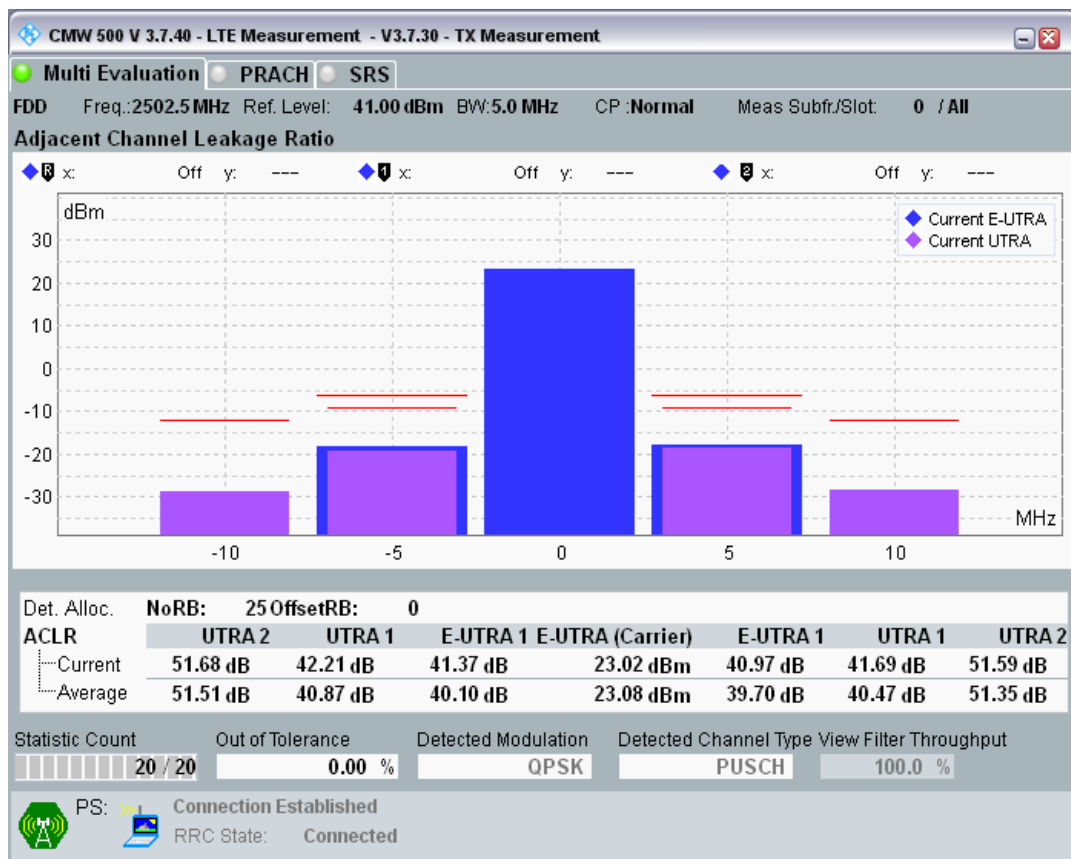 CMW 500 V 3.7.40 - LTE Measurement - V3.7.30 - TX Measurement
Multi Evaluation PRACH SRS
FDD Freq.:2502.5 MHz Ref. Level: 41.00 dBm BW:5.0 MHz CP :Normal Meas Subfr./Slot: 0 / All
Adjacent Channel Leakage Ratio
R x: Off y: --- 1 x: Off y: --- 2 x: Off y: ---
dBm
Current E-UTRA
Current UTRA
30
20
10
0
-10
-20
-30
MHz
-10 -5 0 5 10
Det. Alloc. NoRB: 25 OffsetRB: 0
ACLR UTRA 2 UTRA 1 E-UTRA 1 E-UTRA (Carrier) E-UTRA 1 UTRA 1 UTRA 2
Current 51.68 dB 42.21 dB 41.37 dB 23.02 dBm 40.97 dB 41.69 dB 51.59 dB
Average 51.51 dB 40.87 dB 40.10 dB 23.08 dBm 39.70 dB 40.47 dB 51.35 dB
Statistic Count Out of Tolerance Detected Modulation Detected Channel Type View Filter Throughput
20 / 20 0.00 % QPSK PUSCH 100.0 %
PS: Connection Established
RRC State: Connected